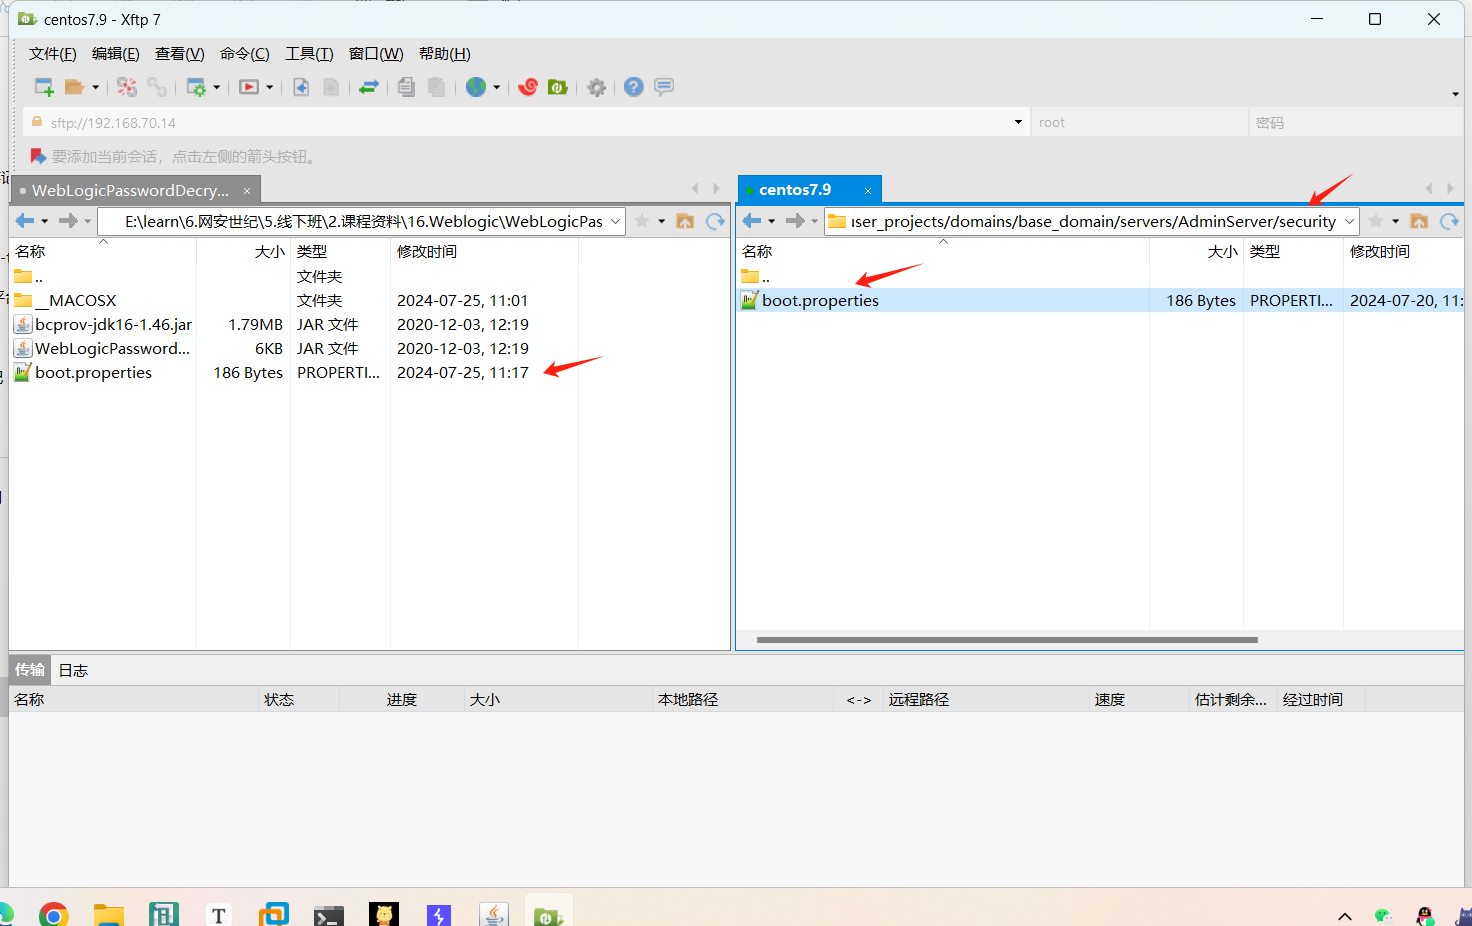 centos7.9 - Xftp 7
文件(F) 编辑(E) 查看(V) 命令(C) 工具(T) 窗口(W) 帮助(H)
sftp://192.168.70.14 root 密码
要添加当前会话，点击左侧的箭头按钮。
WebLogicPasswordDecry... × centos7.9 ×
E:\learn\6.网安世纪\5.线下班\2.课程资料\16.Weblogic\WebLogicPas
ser_projects/domains/base_domain/servers/AdminServer/security
名称 大小 类型 修改时间
.. 文件夹
__MACOSX 文件夹 2024-07-25, 11:01
bcprov-jdk16-1.46.jar 1.79MB JAR 文件 2020-12-03, 12:19
WebLogicPassword... 6KB JAR 文件 2020-12-03, 12:19
boot.properties 186 Bytes PROPERTI... 2024-07-25, 11:17
名称 大小 类型 修改时间
..
boot.properties 186 Bytes PROPERTI... 2024-07-20, 11:
传输 日志
名称 状态 进度 大小 本地路径 <-> 远程路径 速度 估计剩余... 经过时间